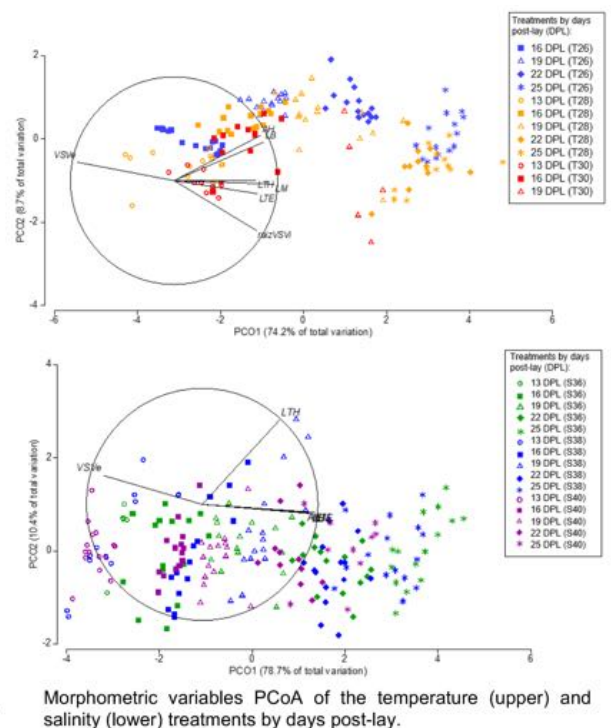 Treatments by days
post-lay (DPL):
16 DPL (T26)
19 DPL (T26)
22 DPL (T26)
25 DPL (T26)
13 DPL (T28)
16 DPL (T28)
19 DPL (T28)
22 DPL (T28)
25 DPL (T28)
13 DPL (T30)
16 DPL (T30)
19 DPL (T30)
2
0
-2
-4
PCO2 (8.7% of total variation)
VSVe
LTH
LM
LTE
-6
-4
-2
0
2
4
6
PCO1 (74.2% of total variation)
Treatments by days
post-lay (DPL):
13 DPL (S36)
16 DPL (S36)
19 DPL (S36)
22 DPL (S36)
25 DPL (S36)
13 DPL (S38)
16 DPL (S38)
19 DPL (S38)
22 DPL (S38)
25 DPL (S38)
13 DPL (S40)
16 DPL (S40)
19 DPL (S40)
22 DPL (S40)
25 DPL (S40)
4
2
0
-2
PCO2 (10.4% of total variation)
LTH
VSVe
-4
-2
0
2
4
6
PCO1 (78.7% of total variation)
Morphometric variables PCoA of the temperature (upper) and
salinity (lower) treatments by days post-lay.